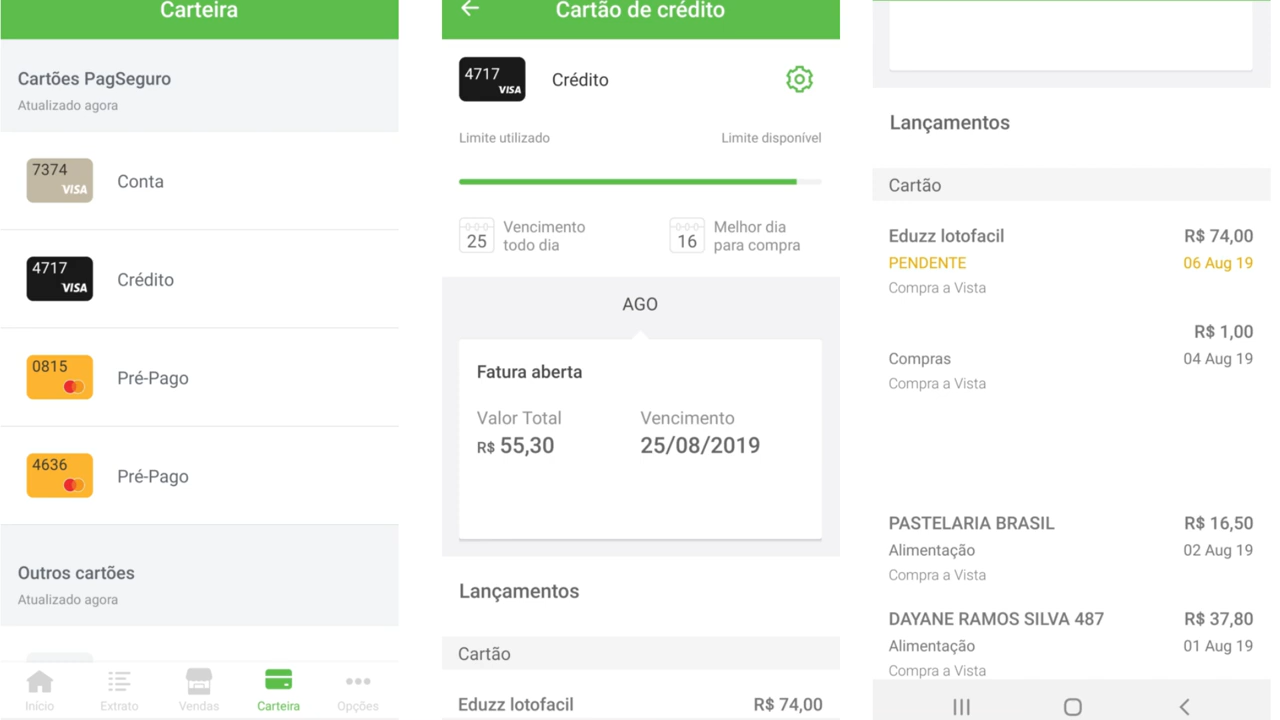 Carteira
Cartões PagSeguro
Atualizado agora
7374
VISA
Conta
4717
VISA
Crédito
0815
Pré-Pago
4636
Pré-Pago
Outros cartões
Atualizado agora
Início
Extrato
Vendas
Carteira
Opções
Cartão de crédito
4717
VISA
Crédito
Limite utilizado
Limite disponível
25
Vencimento
todo dia
16
Melhor dia
para compra
AGO
Fatura aberta
Valor Total
Vencimento
R$ 55,30
25/08/2019
Lançamentos
Cartão
Eduzz lotofacil
R$ 74,00
Lançamentos
Cartão
Eduzz lotofacil
R$ 74,00
PENDENTE
06 Aug 19
Compra a Vista
R$ 1,00
Compras
04 Aug 19
Compra a Vista
PASTELARIA BRASIL
R$ 16,50
Alimentação
02 Aug 19
Compra a Vista
DAYANE RAMOS SILVA 487
R$ 37,80
Alimentação
01 Aug 19
Compra a Vista